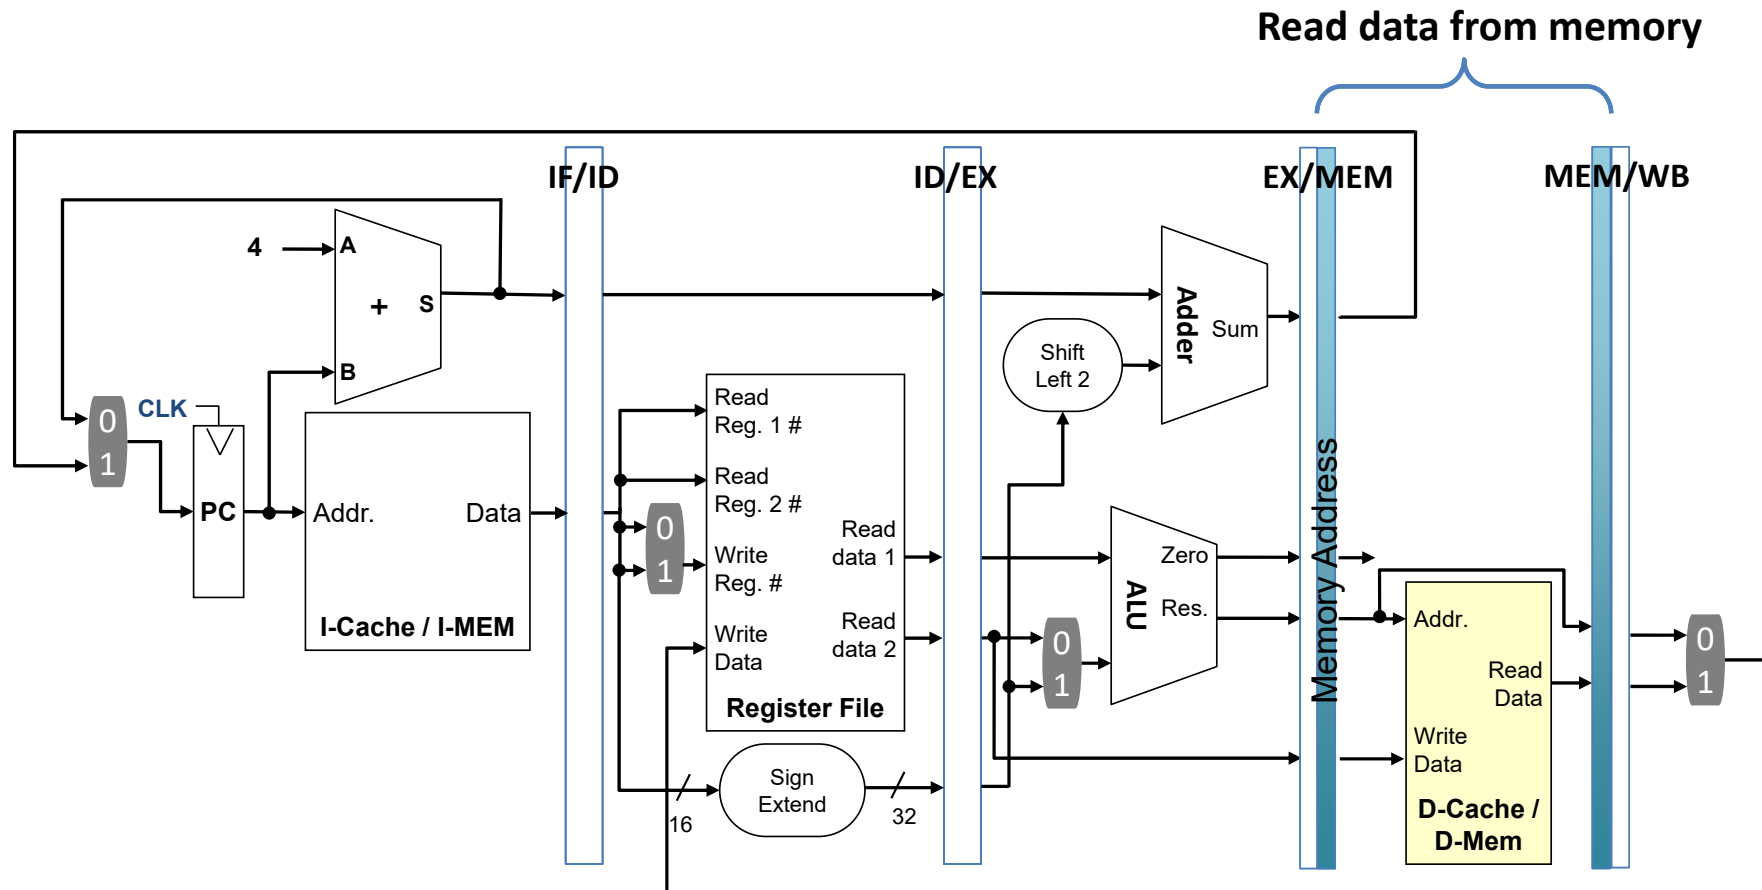 Read data from memory
IF/ID
ID/EX
EX/MEM
MEM/WB
4
A
+
S
B
Adder
Sum
Shift
Left 2
0
1
CLK
PC
Addr.
Data
I-Cache / I-MEM
Read
Reg. 1 #
Read
Reg. 2 #
0
1
Write
Reg. #
Write
Data
Read
data 1
Read
data 2
Register File
16
Sign
Extend
32
0
1
ALU
Zero
Res.
Memory Address
Addr.
Read
Data
Write
Data
D-Cache /
D-Mem
0
1